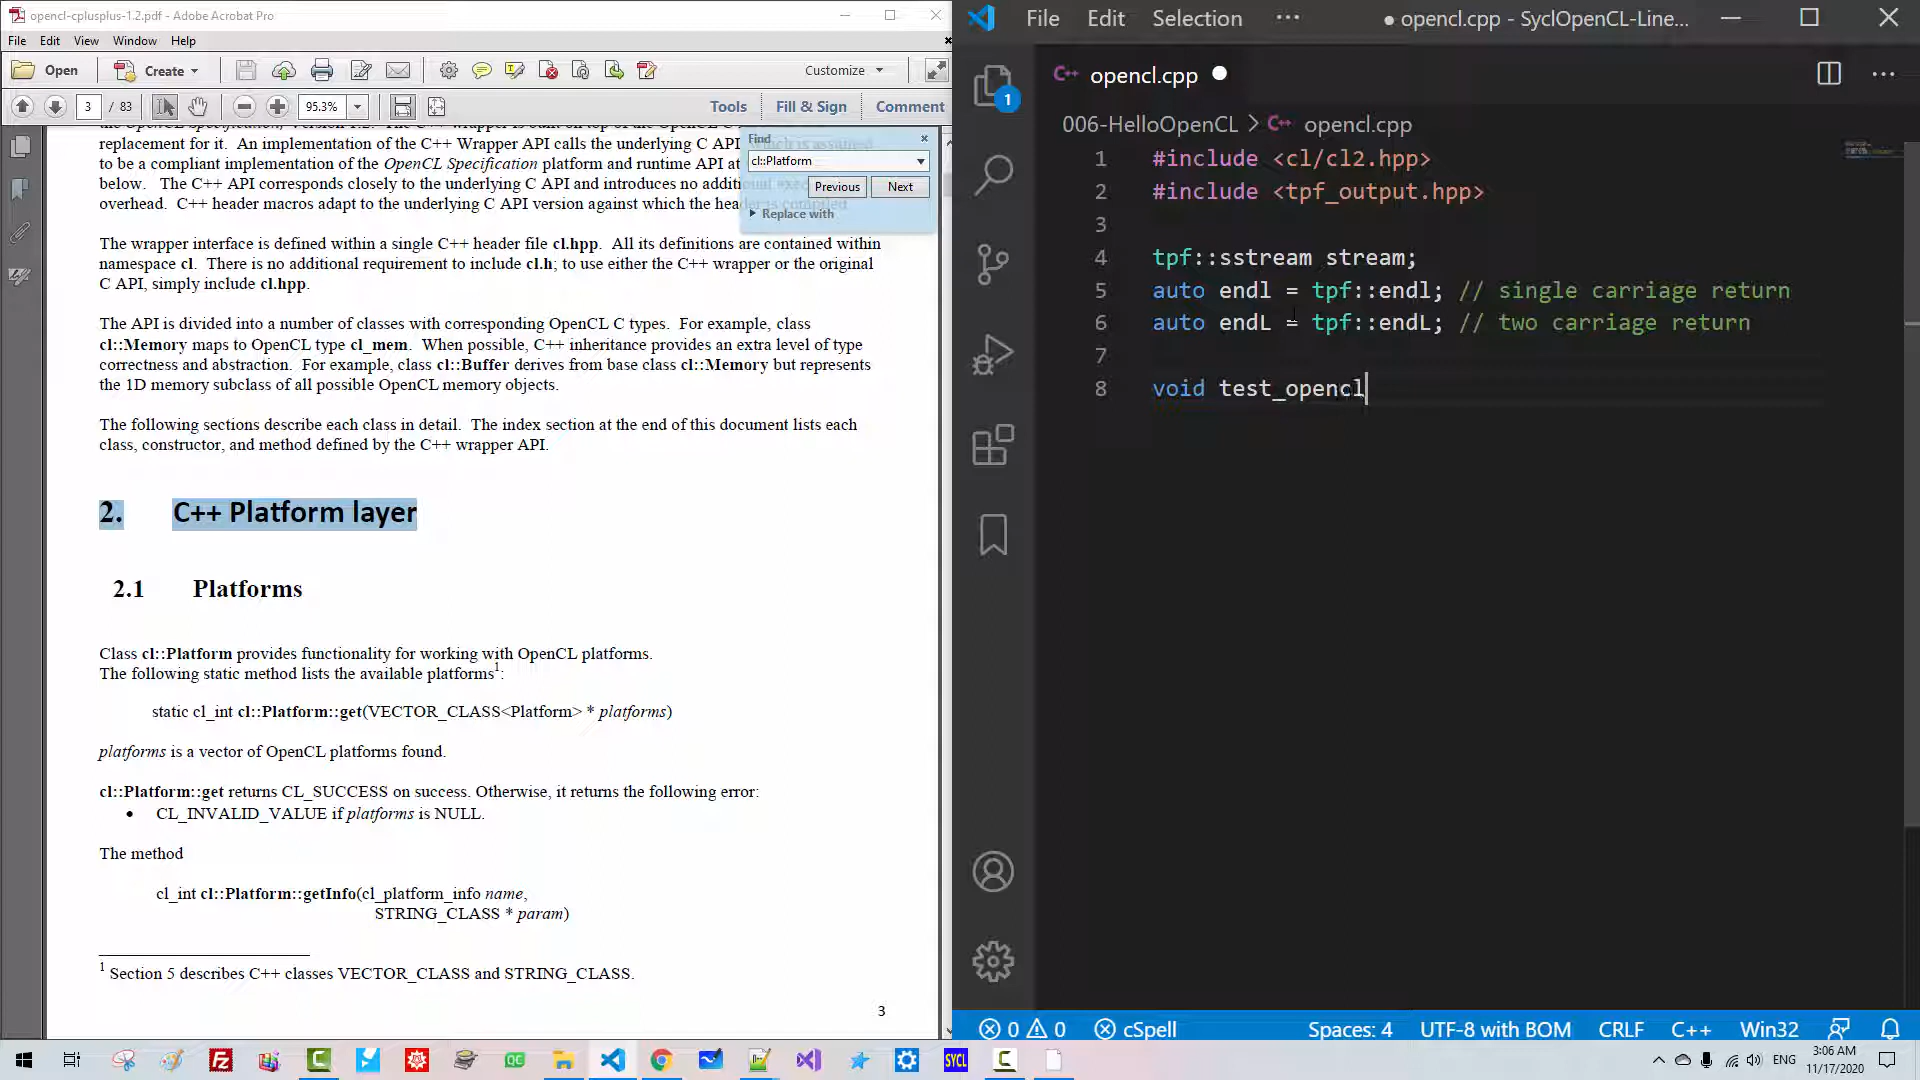 opencl-cplusplus-1.2.pdf - Adobe Acrobat Pro
File Edit View Window Help
Open Create Customize
3 / 83 95.3% Tools Fill & Sign Comment
replacement for it. An implementation of the C++ Wrapper API calls the underlying C API
to be a compliant implementation of the OpenCL Specification platform and runtime API at
below. The C++ API corresponds closely to the underlying C API and introduces no
overhead. C++ header macros adapt to the underlying C API version against which the
Find
cl::Platform
Previous Next
Replace with
The wrapper interface is defined within a single C++ header file cl.hpp. All its definitions are contained within
namespace cl. There is no additional requirement to include cl.h; to use either the C++ wrapper or the original
C API, simply include cl.hpp.
The API is divided into a number of classes with corresponding OpenCL C types. For example, class
cl::Memory maps to OpenCL type cl_mem. When possible, C++ inheritance provides an extra level of type
correctness and abstraction. For example, class cl::Buffer derives from base class cl::Memory but represents
the 1D memory subclass of all possible OpenCL memory objects.
The following sections describe each class in detail. The index section at the end of this document lists each
class, constructor, and method defined by the C++ wrapper API.
2. C++ Platform layer
2.1 Platforms
Class cl::Platform provides functionality for working with OpenCL platforms.
The following static method lists the available platforms1:
static cl_int cl::Platform::get(VECTOR_CLASS<Platform> * platforms)
platforms is a vector of OpenCL platforms found.
cl::Platform::get returns CL_SUCCESS on success. Otherwise, it returns the following error:
• CL_INVALID_VALUE if platforms is NULL.
The method
cl_int cl::Platform::getInfo(cl_platform_info name,
STRING_CLASS * param)
1 Section 5 describes C++ classes VECTOR_CLASS and STRING_CLASS.
3
File Edit Selection ··· ● opencl.cpp - SyclOpenCL-Line...
opencl.cpp
006-HelloOpenCL > opencl.cpp
1
1 #include <cl/cl2.hpp>
2 #include <tpf_output.hpp>
3
4 tpf::sstream stream;
5 auto endl = tpf::endl; // single carriage return
6 auto endL = tpf::endL; // two carriage return
7
8 void test_opencl
0 0 cSpell Spaces: 4 UTF-8 with BOM CRLF C++ Win32
QC SYCL ENG 3:06 AM
11/17/2020